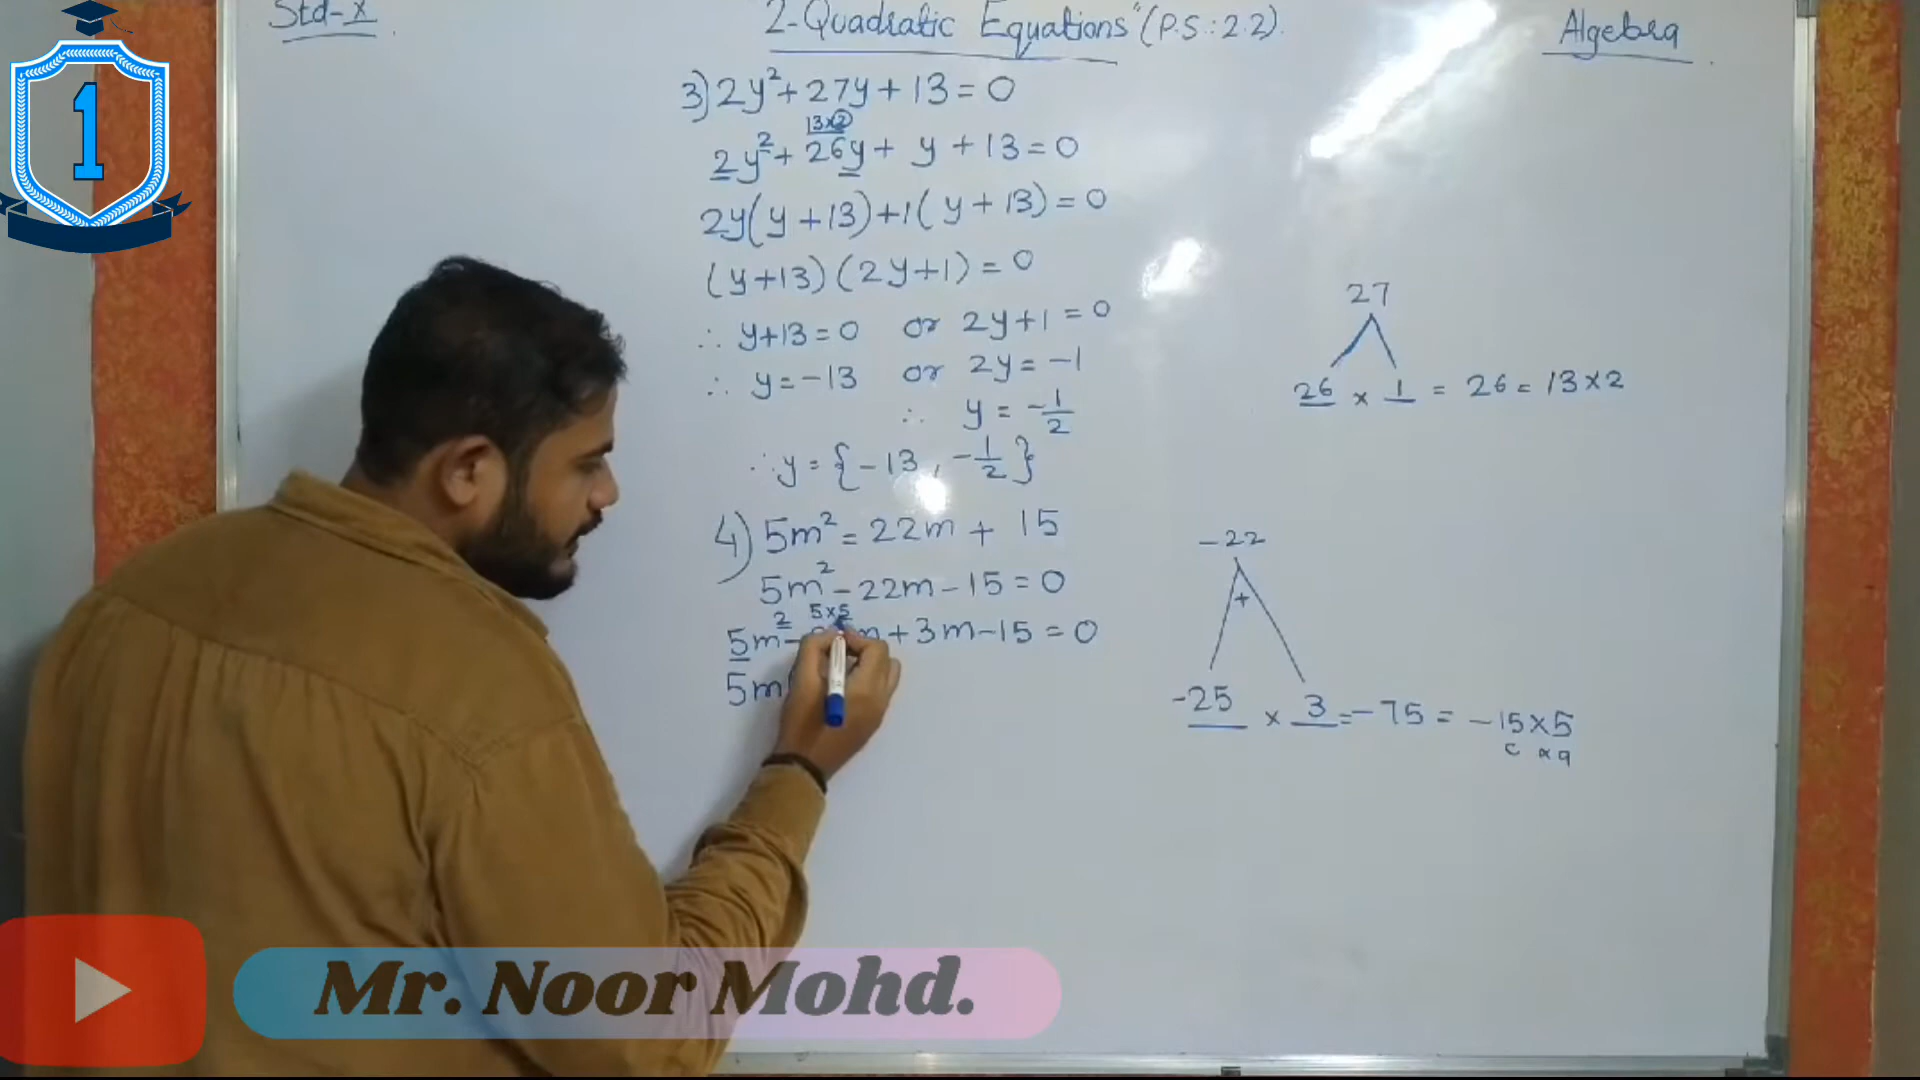 Std-X
2-Quadratic Equations" (P.S.:2.2).
Algebra
1
3) 2y²+27y+13=0
13×2
2y²+26y+y+13=0
2y(y+13)+1(y+13)=0
(y+13)(2y+1)=0
∴ y+13=0 or 2y+1=0
∴ y=-13 or 2y=-1
∴ y=-1/2
∴ y={-13, -1/2}
27
26 × 1 = 26 = 13×2
4) 5m²=22m+15
5m²-22m-15=0
5×5
5m²- m+3m-15=0
5m(
-22
+
-25 × 3 =-75 = -15×5
c × a
Mr. Noor Mohd.